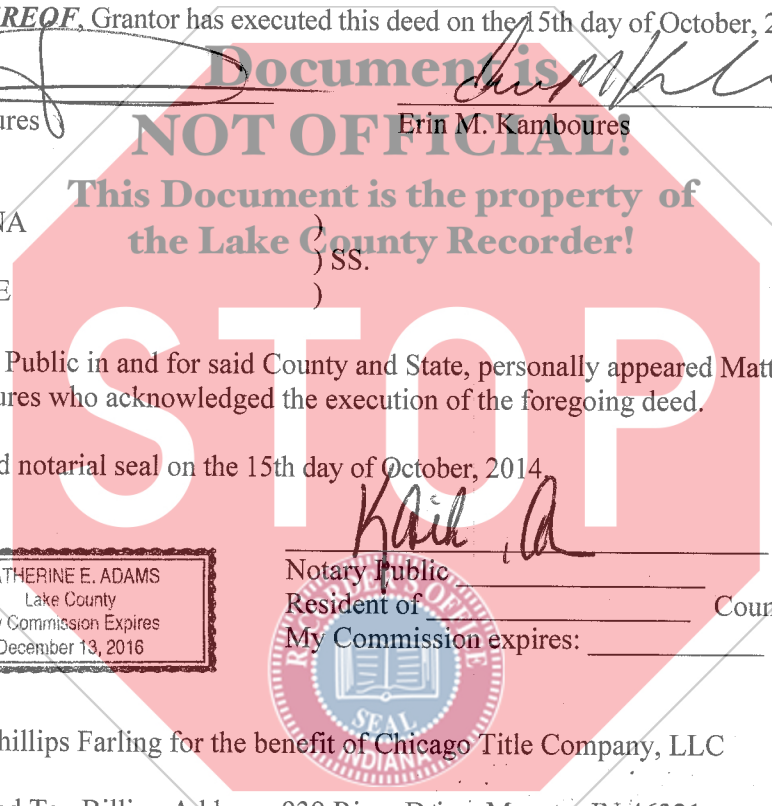 REOF, Grantor has executed this deed on the 15th day of October, 2
Document is
NOT OFFICIAL!
This Document is the property of
the Lake County Recorder!
ures
Erin M. Kamboures
NA )
) SS.
E )
STOP
Public in and for said County and State, personally appeared Matt
ures who acknowledged the execution of the foregoing deed.
d notarial seal on the 15th day of October, 2014
THERINE E. ADAMS
Lake County
Commission Expires
December 13, 2016
Notary Public
Resident of Coun
My Commission expires:
RECORDER'S OFFICE
SEAL
INDIANA
hillips Farling for the benefit of Chicago Title Company, LLC